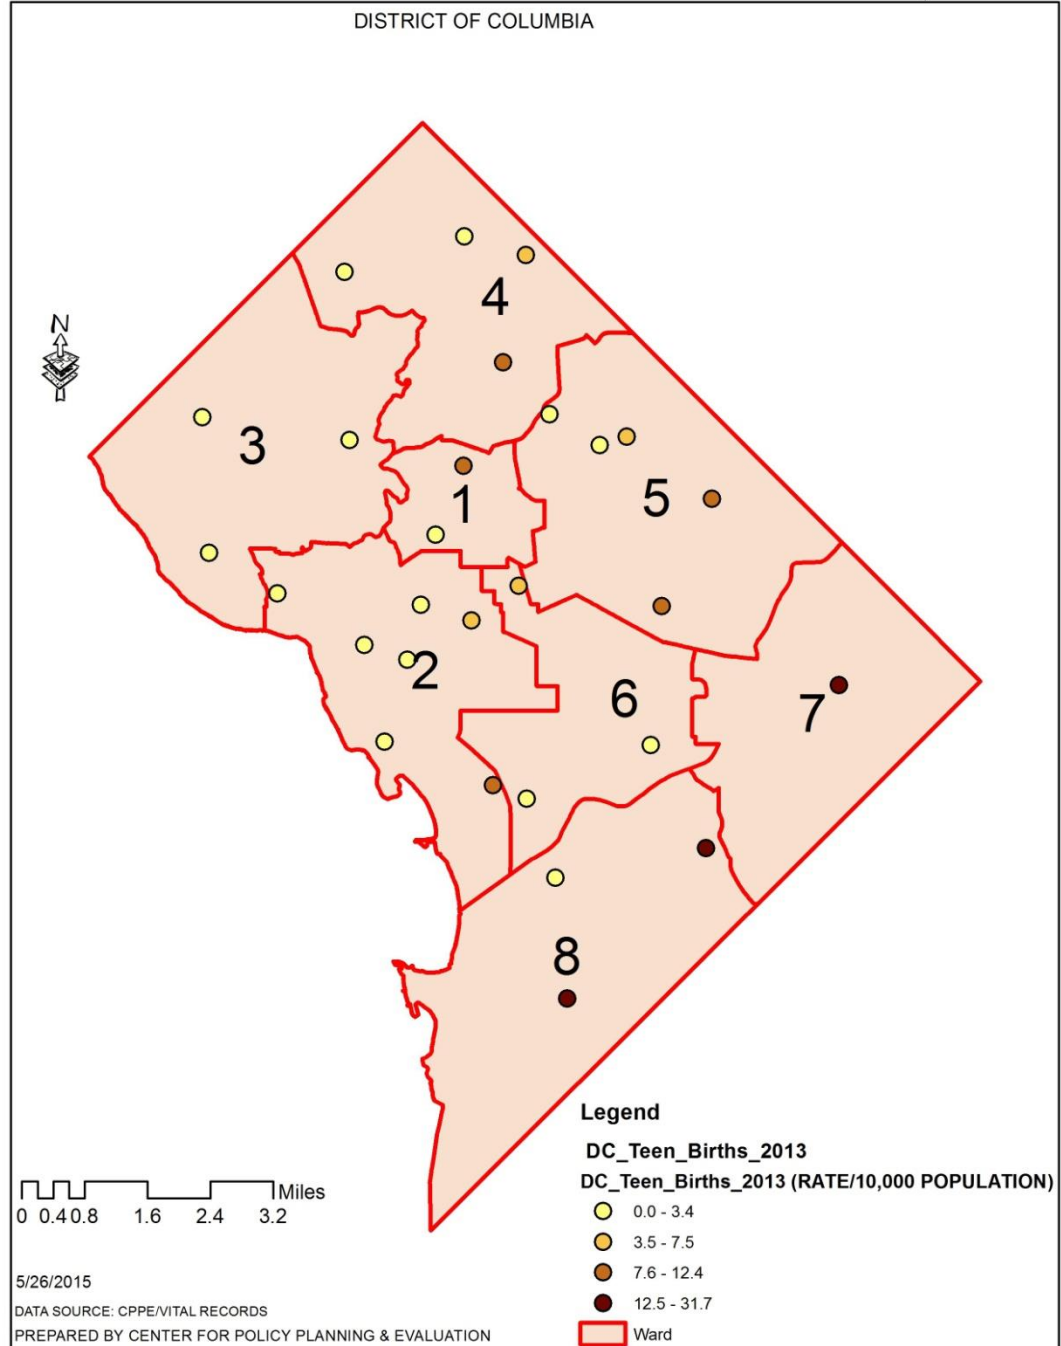 DISTRICT OF COLUMBIA
N
4
3
1
5
2
6
7
8
Legend
DC_Teen_Births_2013
DC_Teen_Births_2013 (RATE/10,000 POPULATION)
0.0 - 3.4
3.5 - 7.5
7.6 - 12.4
12.5 - 31.7
Ward
Miles
0 0.4 0.8 1.6 2.4 3.2
5/26/2015
DATA SOURCE: CPPE/VITAL RECORDS
PREPARED BY CENTER FOR POLICY PLANNING & EVALUATION